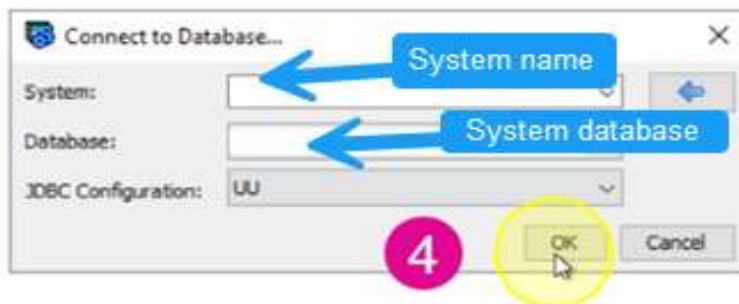 Connect to Database...
System name
System:
System database
Database:
JDBC Configuration: UU
4
OK Cancel